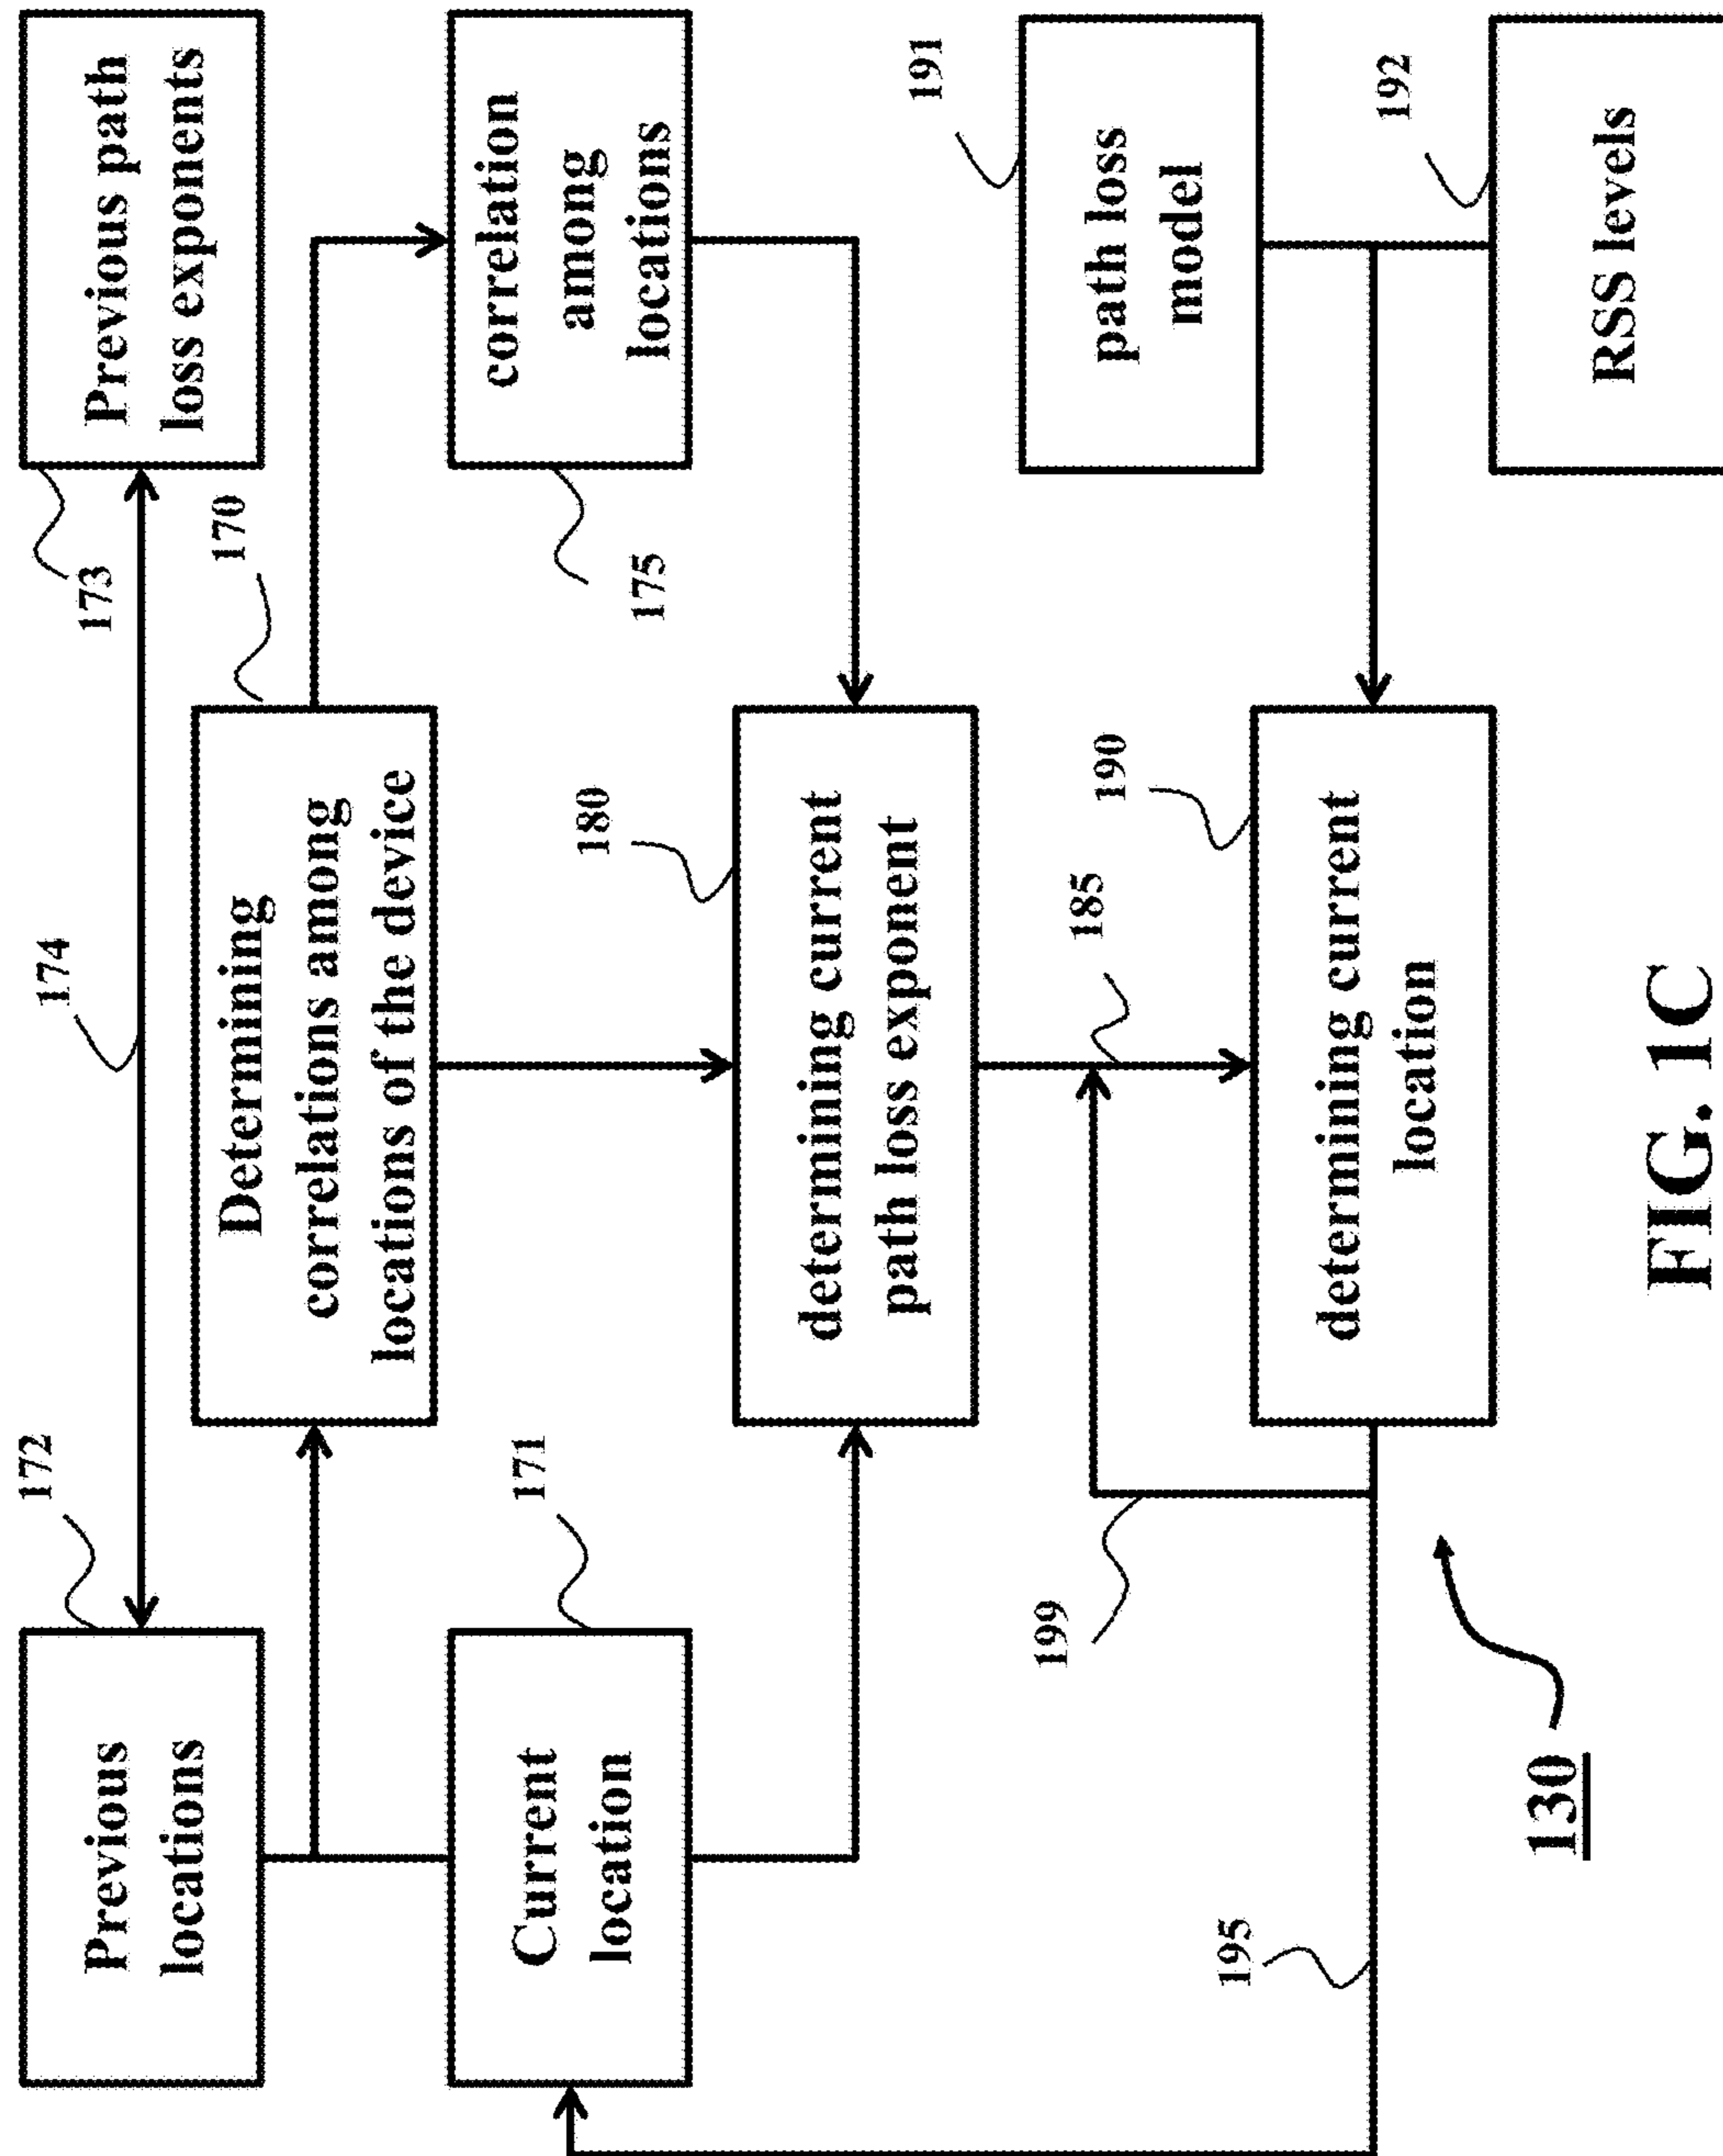 172
Previous
locations
174
173
Previous path
loss exponents
170
Determining
correlations among
locations of the device
171
Current
location
175
correlation
among
locations
180
determining current
path loss exponent
185
199
190
determining current
location
191
path loss
model
192
RSS levels
195
130
FIG. 1C